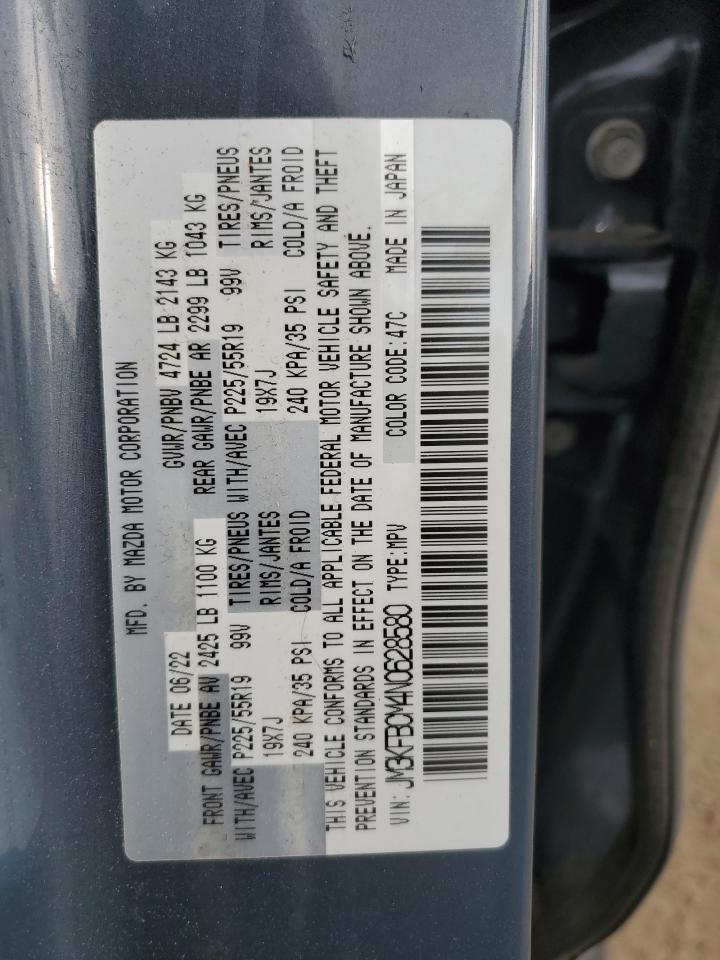 MFD. BY MAZDA MOTOR CORPORATION
DATE 06/22 GVWR/PNBV 4724 LB 2143 KG
FRONT GAWR/PNBE AV 2425 LB 1100 KG REAR GAWR/PNBE AR 2299 LB 1043 KG
WITH/AVEC P225/55R19 99V TIRES/PNEUS WITH/AVEC P225/55R19 99V TIRES/PNEUS
19X7J RIMS/JANTES 19X7J RIMS/JANTES
240 KPA/35 PSI COLD/A FROID 240 KPA/35 PSI COLD/A FROID
THIS VEHICLE CONFORMS TO ALL APPLICABLE FEDERAL MOTOR VEHICLE SAFETY AND THEFT
PREVENTION STANDARDS IN EFFECT ON THE DATE OF MANUFACTURE SHOWN ABOVE.
VIN: JM3KFBCM4N0628580 TYPE:MPV COLOR CODE:47C MADE IN JAPAN